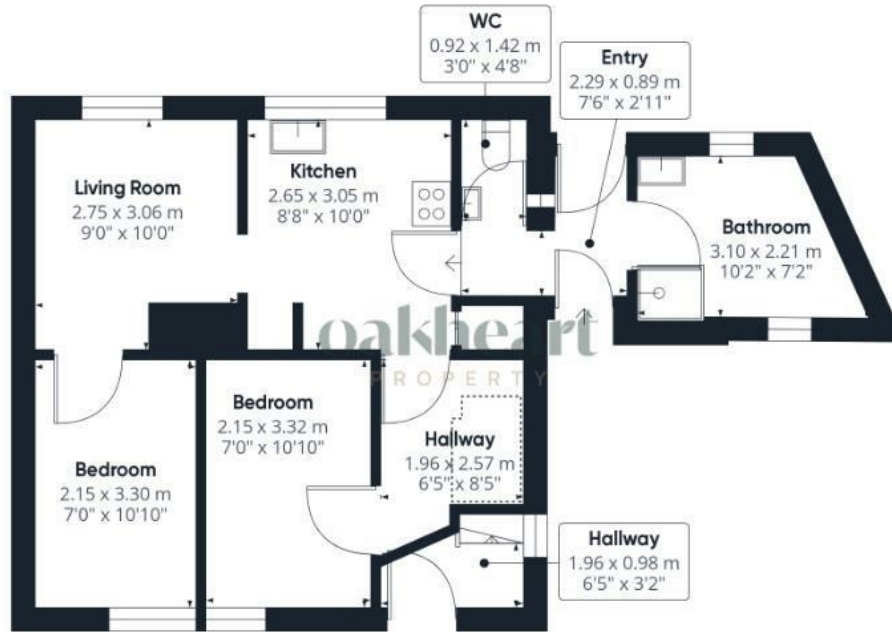 WC
0.92 x 1.42 m
3'0" x 4'8"
Entry
2.29 x 0.89 m
7'6" x 2'11"
Living Room
2.75 x 3.06 m
9'0" x 10'0"
Kitchen
2.65 x 3.05 m
8'8" x 10'0"
Bathroom
3.10 x 2.21 m
10'2" x 7'2"
oakheart
PROPERTY
Bedroom
2.15 x 3.32 m
7'0" x 10'10"
Hallway
1.96 x 2.57 m
6'5" x 8'5"
Bedroom
2.15 x 3.30 m
7'0" x 10'10"
Hallway
1.96 x 0.98 m
6'5" x 3'2"